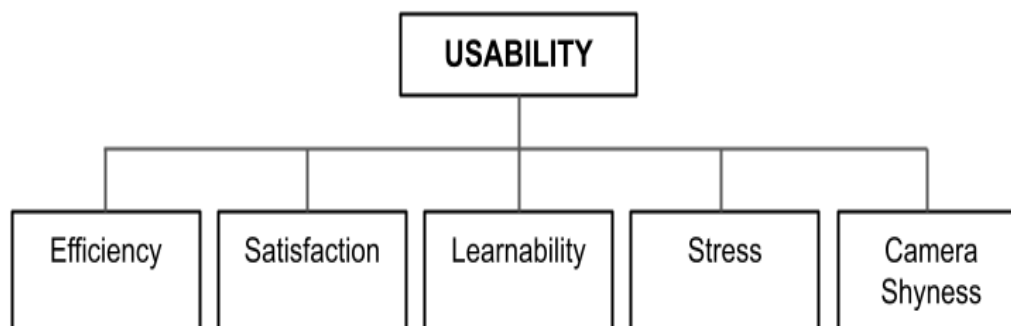 USABILITY
Efficiency
Satisfaction
Learnability
Stress
Camera
Shyness